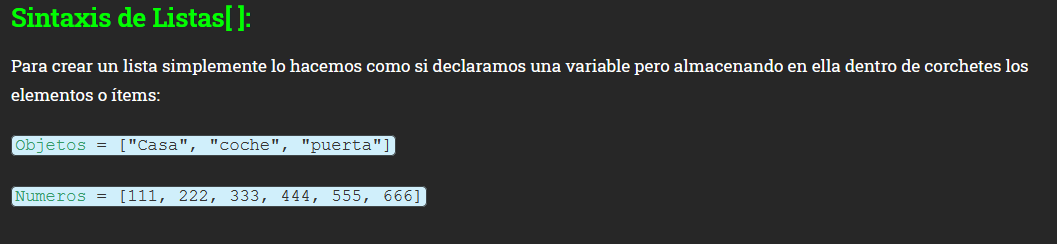 Sintaxis de Listas[ ]:
Para crear un lista simplemente lo hacemos como si declaramos una variable pero almacenando en ella dentro de corchetes los
elementos o ítems:
Objetos = ["Casa", "coche", "puerta"]
Numeros = [111, 222, 333, 444, 555, 666]